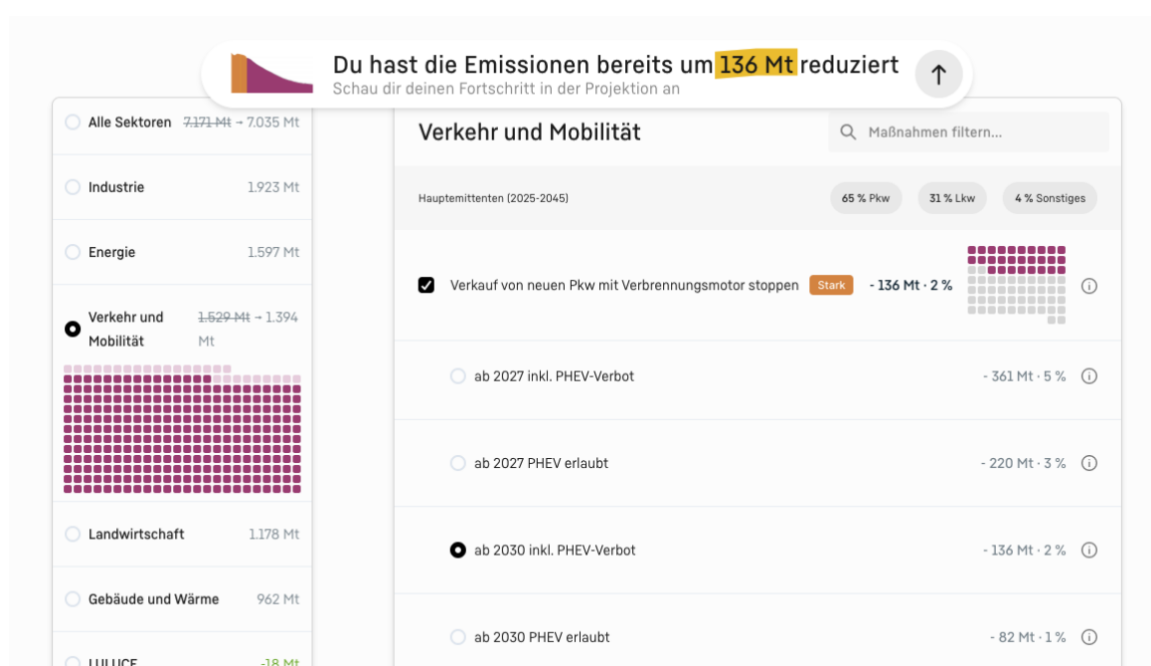 Du hast die Emissionen bereits um 136 Mt reduziert
Schau dir deinen Fortschritt in der Projektion an
Alle Sektoren 7.171 Mt → 7.035 Mt
Industrie 1.923 Mt
Energie 1.597 Mt
Verkehr und Mobilität 1.529 Mt → 1.394 Mt
Landwirtschaft 1.178 Mt
Gebäude und Wärme 962 Mt
LULUCF -18 Mt
Verkehr und Mobilität
Maßnahmen filtern...
Hauptemittenten (2025-2045) 65 % Pkw 31 % Lkw 4 % Sonstiges
Verkauf von neuen Pkw mit Verbrennungsmotor stoppen Stark - 136 Mt · 2 %
ab 2027 inkl. PHEV-Verbot - 361 Mt · 5 %
ab 2027 PHEV erlaubt - 220 Mt · 3 %
ab 2030 inkl. PHEV-Verbot - 136 Mt · 2 %
ab 2030 PHEV erlaubt - 82 Mt · 1 %